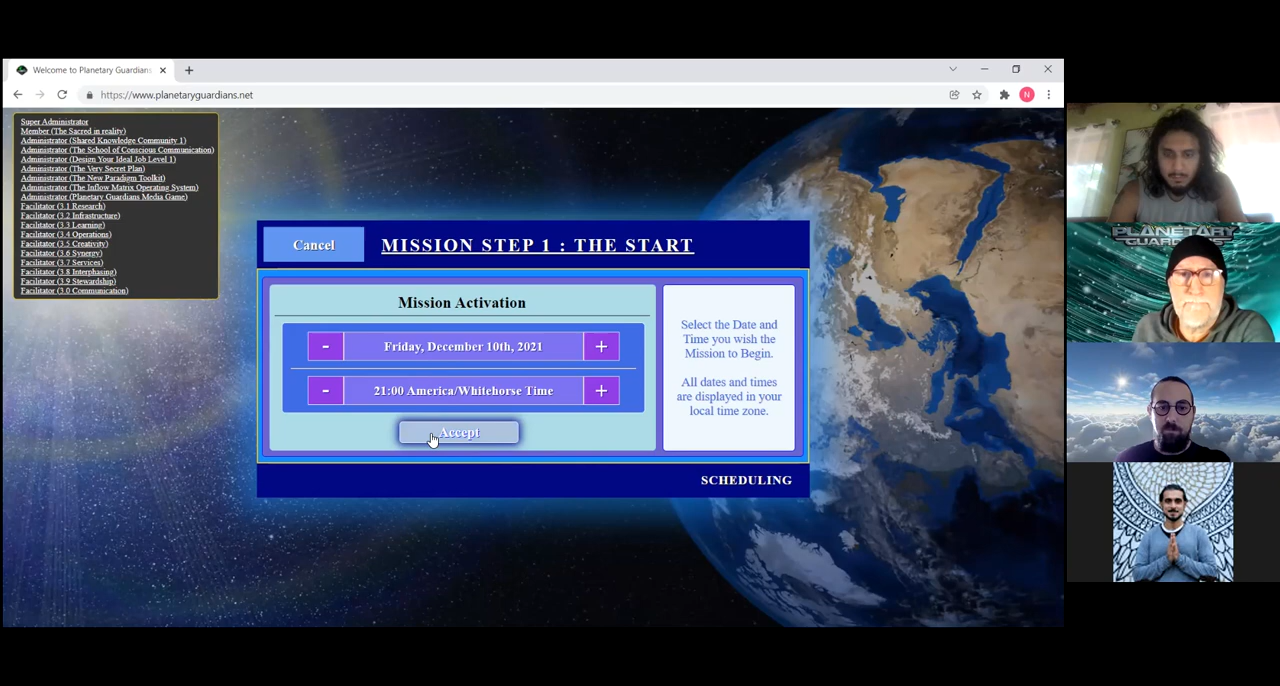 Welcome to Planetary Guardians
https://www.planetaryguardians.net
N
Super Administrator
Member (The Sacred in reality)
Administrator (Shared Knowledge Community 1)
Administrator (The School of Conscious Communication)
Administrator (Design Your Ideal Job Level 1)
Administrator (The Very Secret Plan)
Administrator (The New Paradigm Toolkit)
Administrator (The Inflow Matrix Operating System)
Administrator (Planetary Guardians Media Game)
Facilitator (3.1 Research)
Facilitator (3.2 Infrastructure)
Facilitator (3.3 Learning)
Facilitator (3.4 Operations)
Facilitator (3.5 Creativity)
Facilitator (3.6 Synergy)
Facilitator (3.7 Services)
Facilitator (3.8 Interphasing)
Facilitator (3.9 Stewardship)
Facilitator (3.0 Communication)
Cancel
MISSION STEP 1 : THE START
Mission Activation
- Friday, December 10th, 2021 +
- 21:00 America/Whitehorse Time +
Accept
Select the Date and
Time you wish the
Mission to Begin.
All dates and times
are displayed in your
local time zone.
SCHEDULING
PLANETARY